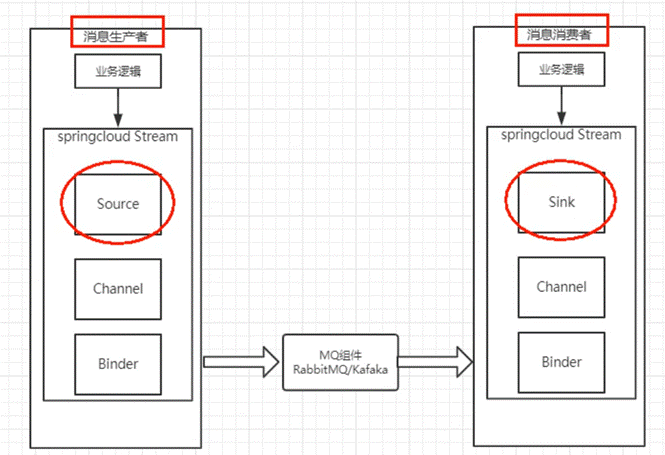 消息生产者
业务逻辑
springcloud Stream
Source
Channel
Binder
MQ组件
RabbitMQ/Kafaka
消息消费者
业务逻辑
springcloud Stream
Sink
Channel
Binder